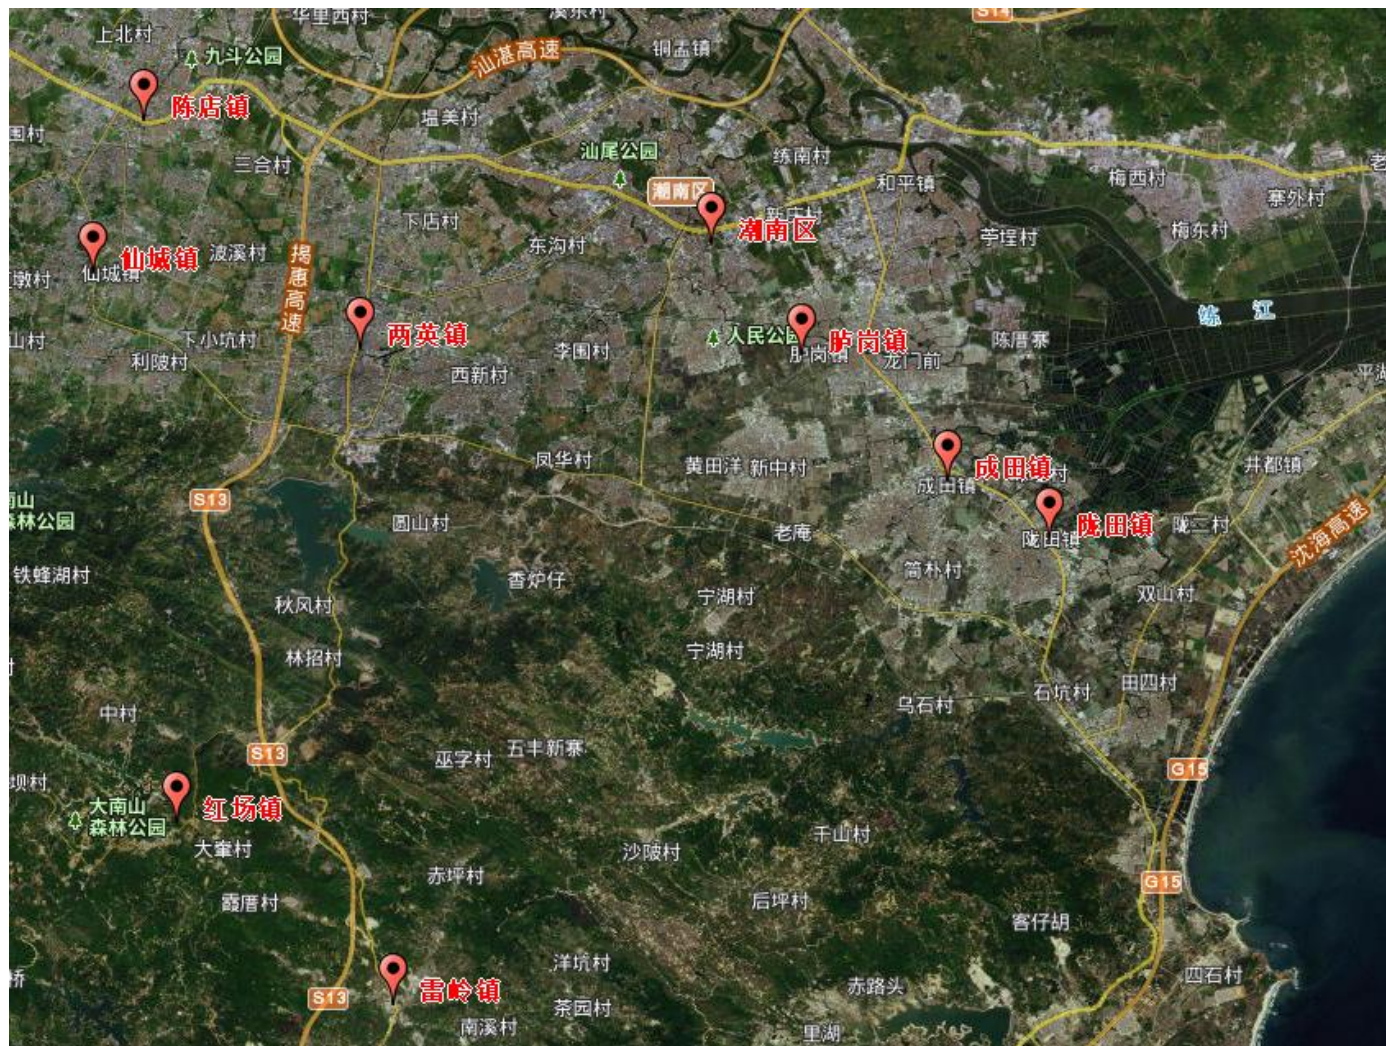 华里西村
溪东村
S14
上北村
九斗公园
汕湛高速
铜盂镇
陈店镇
塭美村
围村
三合村
汕尾公园
练南村
老
潮南区
和平镇
梅西村
寨外村
下店村
潮南区
东沟村
梅东村
仙城镇
仙城镇
波溪村
揭惠高速
墩村
练江
两英镇
人民公园
胪岗镇
胪岗镇
山村
下小坑村
利陂村
李围村
西新村
龙门前
陈厝寨
平湖
凤华村
黄田洋
新中村
成田镇
成田镇
村
井都镇
S13
南山
森林公园
圆山村
老庵
陇田镇
陇田镇
陇二村
沈海高速
铁蜂湖村
香炉仔
简朴村
秋风村
宁湖村
双山村
林招村
宁湖村
田四村
石坑村
中村
乌石村
S13
巫字村
五丰新寨
G15
坝村
红场镇
大南山
森林公园
千山村
大輋村
沙陂村
赤坪村
G15
霞厝村
后坪村
客仔胡
桥
雷岭镇
洋坑村
四石村
S13
赤路头
茶园村
南溪村
里湖